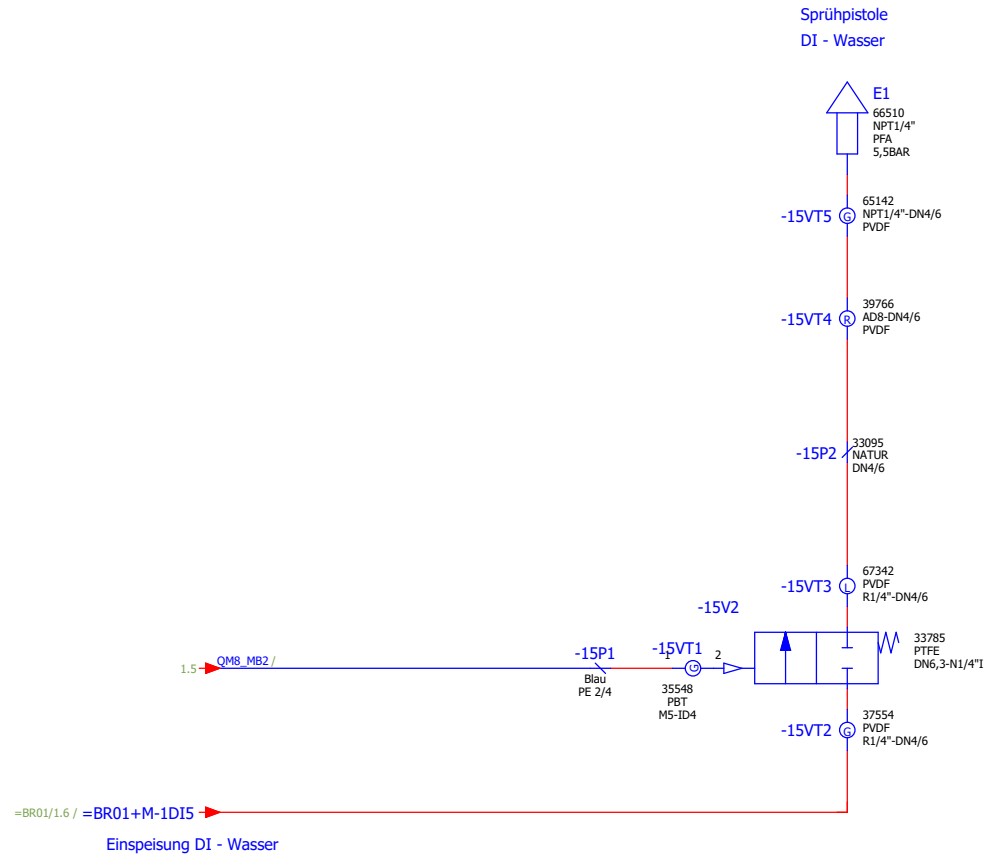 Sprühpistole
DI - Wasser
E1
66510
NPT1/4"
PFA
5,5BAR
-15VT5
G
65142
NPT1/4"-DN4/6
PVDF
-15VT4
R
39766
AD8-DN4/6
PVDF
-15P2
33095
NATUR
DN4/6
-15VT3
L
67342
PVDF
R1/4"-DN4/6
-15V2
33785
PTFE
DN6,3-N1/4"I
1.5
QM8_MB2 /
-15P1
Blau
PE 2/4
-15VT1
1
G
2
35548
PBT
M5-ID4
-15VT2
G
37554
PVDF
R1/4"-DN4/6
=BR01/1.6 / =BR01+M-1DI5
Einspeisung DI - Wasser